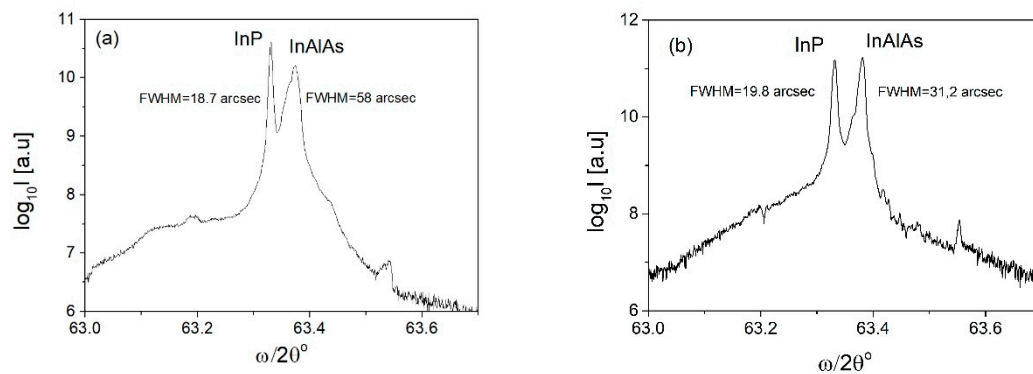 (a)
InP
InAlAs
FWHM=18.7 arcsec
FWHM=58 arcsec
log10I [a.u]
11
10
9
8
7
6
63.0
63.2
63.4
63.6
ω/2θ°
(b)
InP
InAlAs
FWHM=19.8 arcsec
FWHM=31,2 arcsec
log10I [a.u]
12
10
8
6
63.0
63.2
63.4
63.6
ω/2θ°